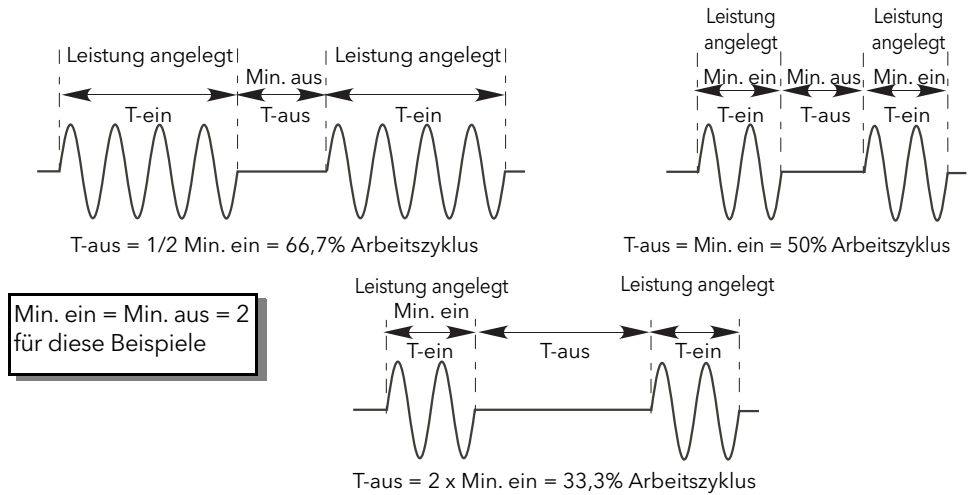 Leistung angelegt
Min. aus
Leistung angelegt
T-ein
T-aus
T-ein
T-aus = 1/2 Min. ein = 66,7% Arbeitszyklus
Leistung
angelegt
Leistung
angelegt
Min. ein
Min. aus
Min. ein
T-ein
T-aus
T-ein
T-aus = Min. ein = 50% Arbeitszyklus
Min. ein = Min. aus = 2
für diese Beispiele
Leistung angelegt
Leistung angelegt
Min. ein
T-ein
T-aus
T-ein
T-aus = 2 x Min. ein = 33,3% Arbeitszyklus